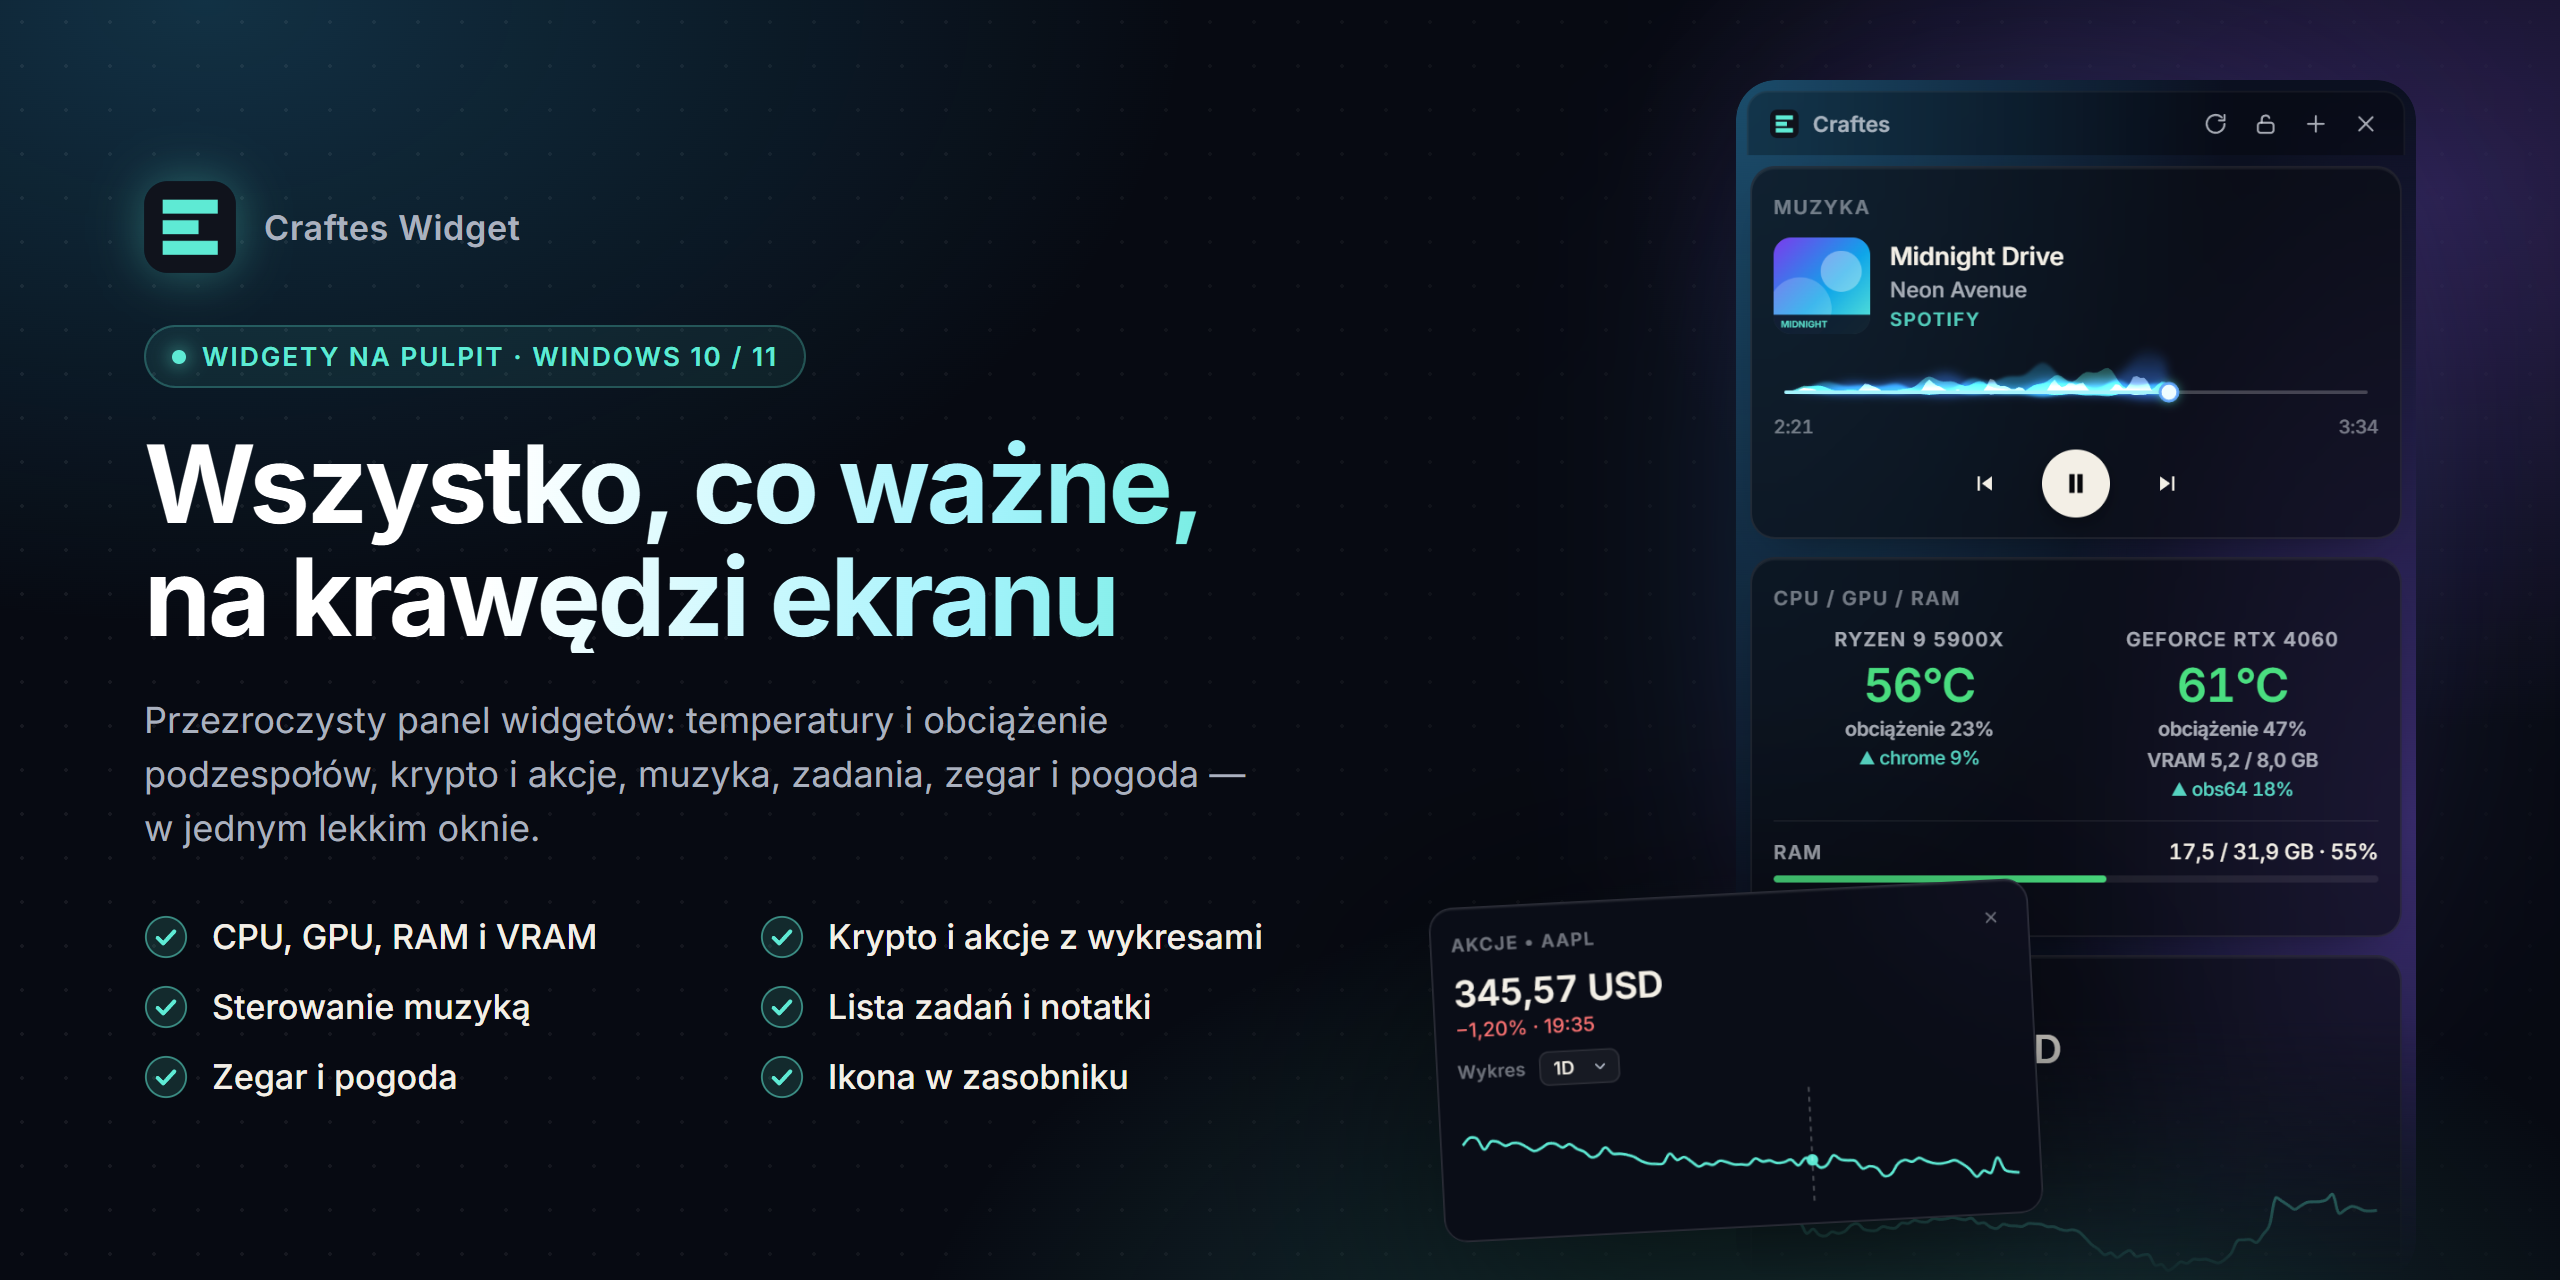 Craftes Widget
WIDGETY NA PULPIT · WINDOWS 10 / 11
Wszystko, co ważne,
na krawędzi ekranu
Przezroczysty panel widgetów: temperatury i obciążenie
podzespołów, krypto i akcje, muzyka, zadania, zegar i pogoda —
w jednym lekkim oknie.
CPU, GPU, RAM i VRAM
Krypto i akcje z wykresami
Sterowanie muzyką
Lista zadań i notatki
Zegar i pogoda
Ikona w zasobniku
Craftes
MUZYKA
MIDNIGHT
Midnight Drive
Neon Avenue
SPOTIFY
2:21 3:34
CPU / GPU / RAM
RYZEN 9 5900X
56°C
obciążenie 23%
▲ chrome 9%
GEFORCE RTX 4060
61°C
obciążenie 47%
VRAM 5,2 / 8,0 GB
▲ obs64 18%
RAM 17,5 / 31,9 GB · 55%
AKCJE • AAPL
345,57 USD
−1,20% · 19:35
Wykres 1D
D